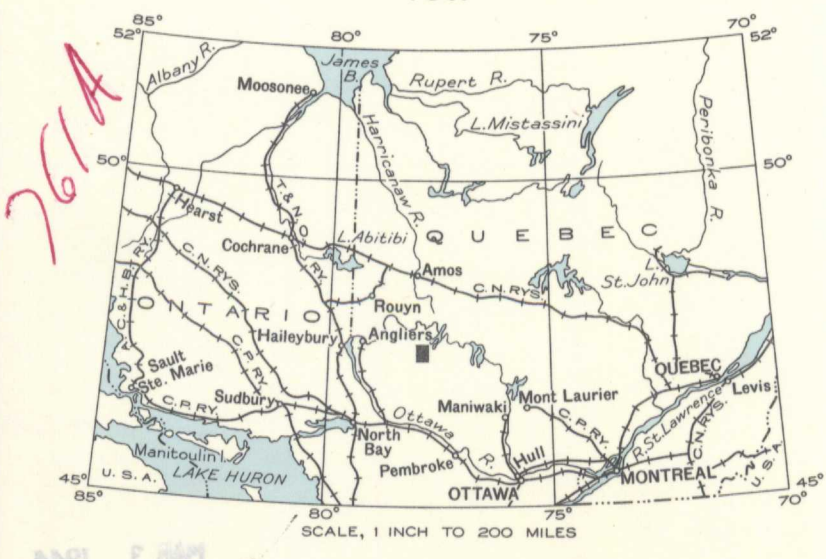 85°
52°
80°
75°
70°
52°
Albany R.
James
B.
Moosonee
Rupert R.
L. Mistassini
Peribonka R.
Harricanaw R.
761A
50°
50°
Hearst
T. & N. O. RY.
L. Abitibi
QUEBEC
Cochrane
C.N. RYS.
Amos
C.N. RYS.
L.
St. John
A.C. & H.B. RY.
ONTARIO
Rouyn
Haileybury
Angliers
C.P. RY.
Sault
Ste. Marie
QUEBEC
Levis
Sudbury
C.P. RY.
Maniwaki
Mont Laurier
C.P. RY.
R. St. Lawrence
C.N. RYS.
Ottawa R.
North
Bay
Hull
Pembroke
Manitoulin I.
OTTAWA
MONTREAL
U.S.A.
LAKE HURON
U.S.A.
45°
85°
80°
75°
45°
70°
SCALE, 1 INCH TO 200 MILES